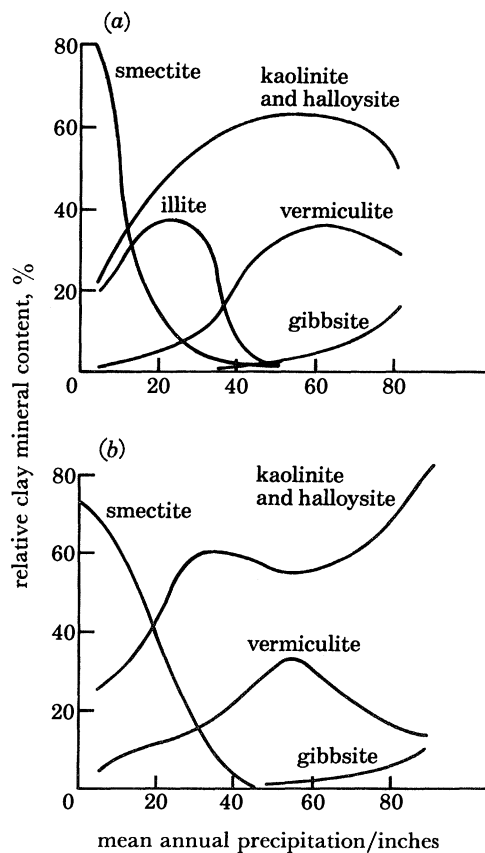 (a)
80
smectite
kaolinite
and halloysite
60
40
illite
vermiculite
20
gibbsite
0
0 20 40 60 80
relative clay mineral content, %
(b)
80
kaolinite
and halloysite
smectite
60
40
vermiculite
20
gibbsite
0 20 40 60 80
mean annual precipitation/inches